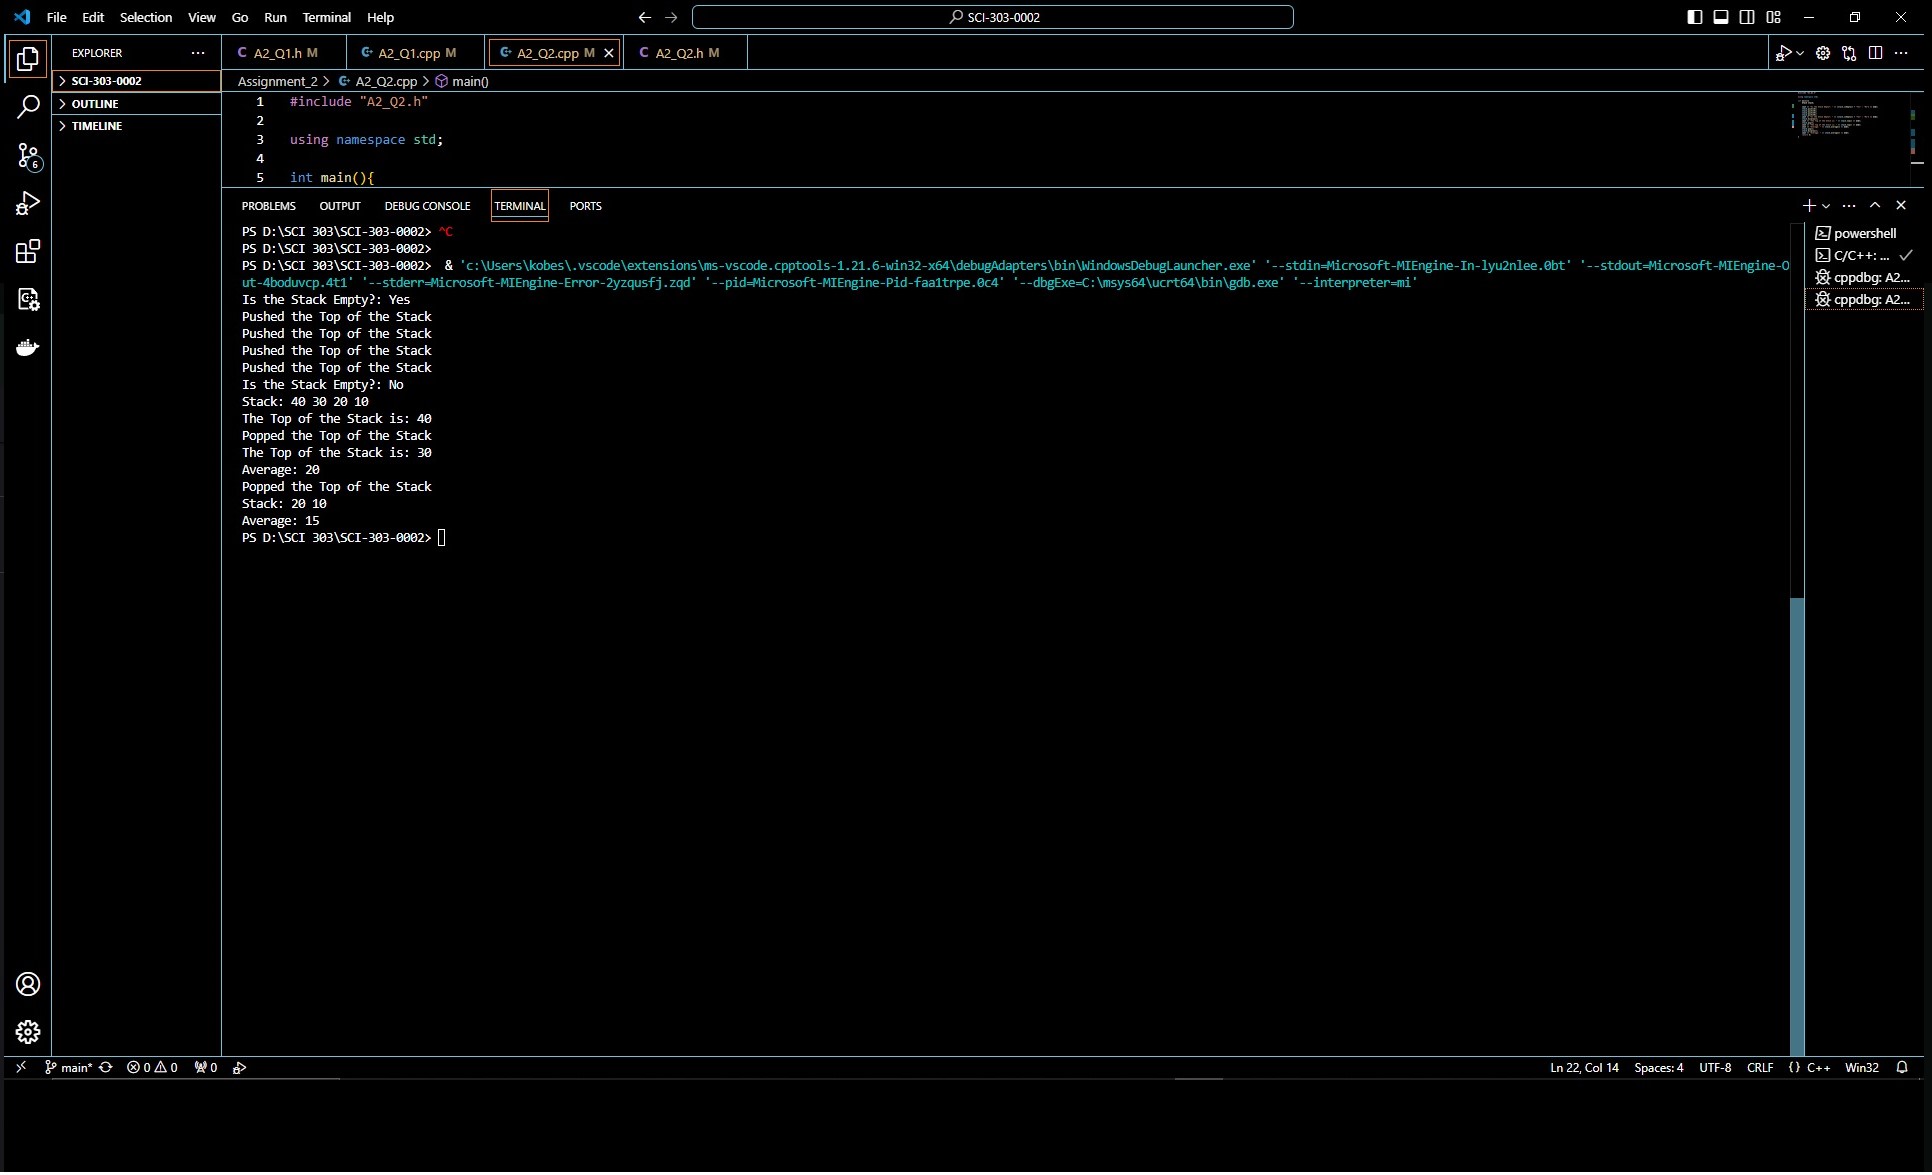 File Edit Selection View Go Run Terminal Help
SCI-303-0002
EXPLORER
SCI-303-0002
OUTLINE
TIMELINE
6
A2_Q1.h M
A2_Q1.cpp M
A2_Q2.cpp M
A2_Q2.h M
Assignment_2 > A2_Q2.cpp > main()
1 #include "A2_Q2.h"
2
3 using namespace std;
4
5 int main(){
PROBLEMS OUTPUT DEBUG CONSOLE TERMINAL PORTS
PS D:\SCI 303\SCI-303-0002> ^C
PS D:\SCI 303\SCI-303-0002>
PS D:\SCI 303\SCI-303-0002>  & 'c:\Users\kobes\.vscode\extensions\ms-vscode.cpptools-1.21.6-win32-x64\debugAdapters\bin\WindowsDebugLauncher.exe' '--stdin=Microsoft-MIEngine-In-lyu2nlee.0bt' '--stdout=Microsoft-MIEngine-O
ut-4boduvcp.4t1' '--stderr=Microsoft-MIEngine-Error-2yzqusfj.zqd' '--pid=Microsoft-MIEngine-Pid-faa1trpe.0c4' '--dbgExe=C:\msys64\ucrt64\bin\gdb.exe' '--interpreter=mi'
Is the Stack Empty?: Yes
Pushed the Top of the Stack
Pushed the Top of the Stack
Pushed the Top of the Stack
Pushed the Top of the Stack
Is the Stack Empty?: No
Stack: 40 30 20 10
The Top of the Stack is: 40
Popped the Top of the Stack
The Top of the Stack is: 30
Average: 20
Popped the Top of the Stack
Stack: 20 10
Average: 15
PS D:\SCI 303\SCI-303-0002>
powershell
C/C++: ...
cppdbg: A2...
cppdbg: A2...
main* 0 0 0
Ln 22, Col 14 Spaces: 4 UTF-8 CRLF {} C++ Win32